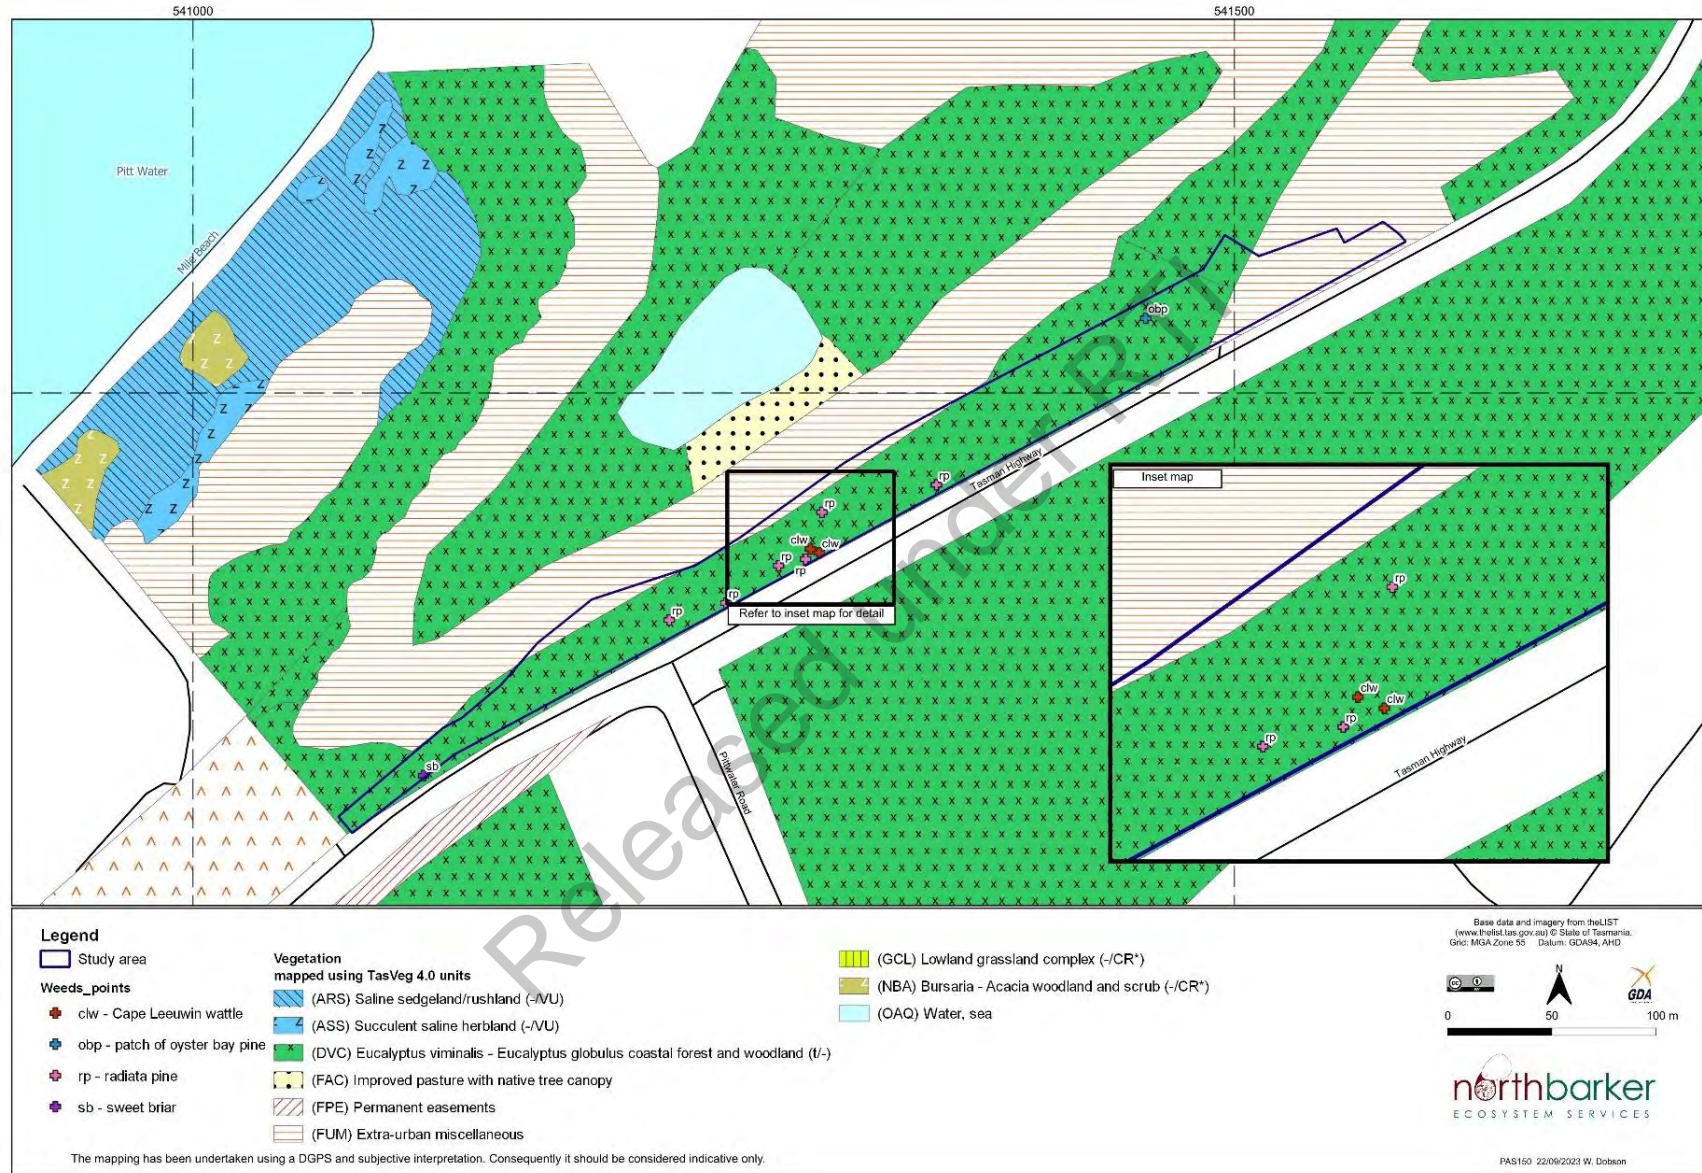 541000
541500
Pitt Water
Mile Beach
obp
rp
Tasman Highway
rp
clw
clw
rp
rp
rp
rp
Refer to inset map for detail
sb
Pittwater Road
Inset map
rp
clw
clw
rp
rp
Tasman Highway
Released under RTI
Legend
Study area
Weeds_points
clw - Cape Leeuwin wattle
obp - patch of oyster bay pine
rp - radiata pine
sb - sweet briar
Vegetation
mapped using TasVeg 4.0 units
(ARS) Saline sedgeland/rushland (-/VU)
(ASS) Succulent saline herbland (-/VU)
(DVC) Eucalyptus viminalis - Eucalyptus globulus coastal forest and woodland (t/-)
(FAC) Improved pasture with native tree canopy
(FPE) Permanent easements
(FUM) Extra-urban miscellaneous
(GCL) Lowland grassland complex (-/CR*)
(NBA) Bursaria - Acacia woodland and scrub (-/CR*)
(OAQ) Water, sea
Base data and imagery from theLIST
(www.thelist.tas.gov.au) © State of Tasmania.
Grid: MGA Zone 55 Datum: GDA94, AHD
cc
N
GDA
0 50 100 m
northbarker
ECOSYSTEM SERVICES
The mapping has been undertaken using a DGPS and subjective interpretation. Consequently it should be considered indicative only.
PAS150 22/09/2023 W. Dobson